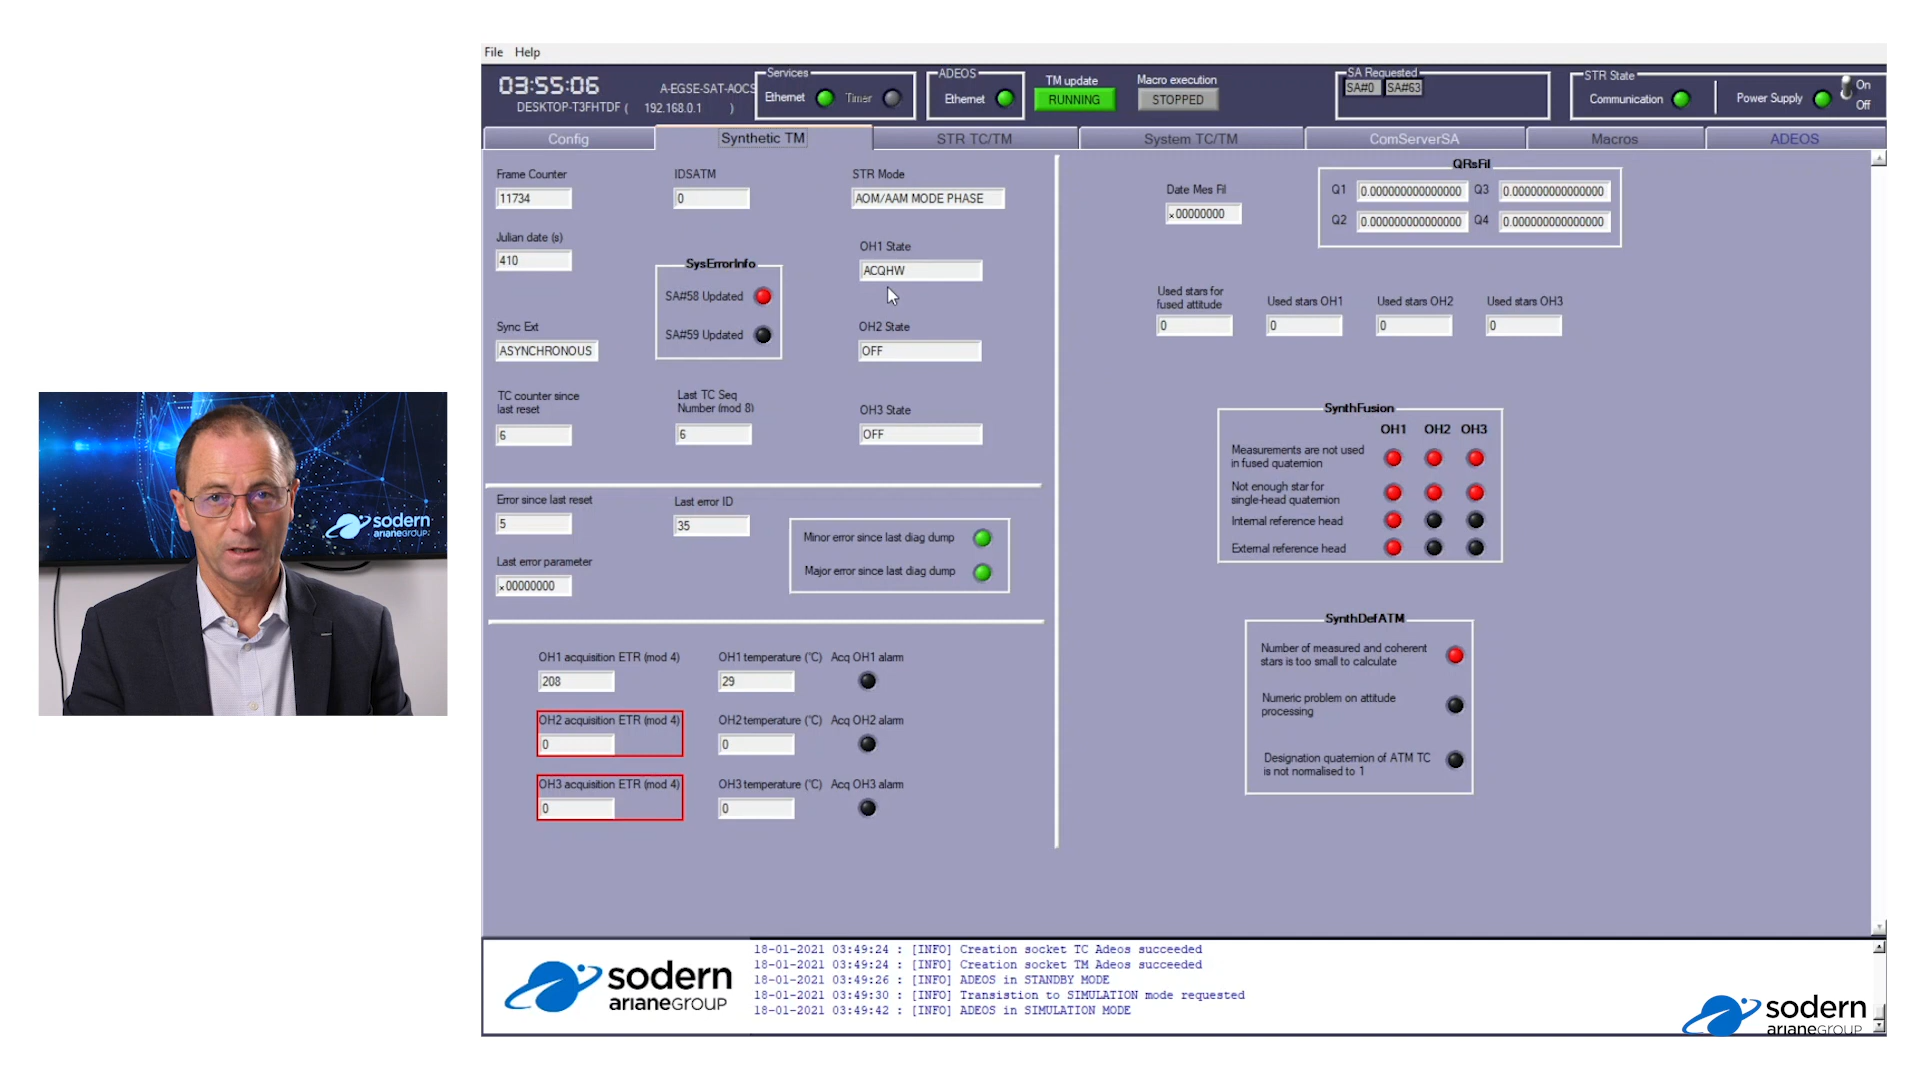 File Help
03:55:06
DESKTOP-T3FHTDF (
A-EGSE-SAT-AOCS
192.168.0.1 )
Services
Ethernet
Timer
ADEOS
Ethernet
TM update
RUNNING
Macro execution
STOPPED
SA Requested
SA#0 SA#63
STR State
Communication
Power Supply
On
Off
Config
Synthetic TM
STR TC/TM
System TC/TM
ComServerSA
Macros
ADEOS
Frame Counter
11734
IDSATM
0
STR Mode
AOM/AAM MODE PHASE
Julian date (s)
410
SysErrorInfo
SA#58 Updated
SA#59 Updated
OH1 State
ACQHW
Sync Ext
ASYNCHRONOUS
OH2 State
OFF
TC counter since
last reset
6
Last TC Seq
Number (mod 8)
6
OH3 State
OFF
Error since last reset
5
Last error ID
35
Last error parameter
x00000000
Minor error since last diag dump
Major error since last diag dump
OH1 acquisition ETR (mod 4)
208
OH1 temperature (°C)
29
Acq OH1 alarm
OH2 acquisition ETR (mod 4)
0
OH2 temperature (°C)
0
Acq OH2 alarm
OH3 acquisition ETR (mod 4)
0
OH3 temperature (°C)
0
Acq OH3 alarm
Date Mes Fil
x00000000
QRsFil
Q1 0.000000000000000 Q3 0.000000000000000
Q2 0.000000000000000 Q4 0.000000000000000
Used stars for
fused attitude
0
Used stars OH1
0
Used stars OH2
0
Used stars OH3
0
SynthFusion
OH1 OH2 OH3
Measurements are not used
in fused quaternion
Not enough star for
single-head quaternion
Internal reference head
External reference head
SynthDefATM
Number of measured and coherent
stars is too small to calculate
Numeric problem on attitude
processing
Designation quaternion of ATM TC
is not normalised to 1
sodern
arianeGROUP
sodern
arianeGROUP
18-01-2021 03:49:24 : [INFO] Creation socket TC Adeos succeeded
18-01-2021 03:49:24 : [INFO] Creation socket TM Adeos succeeded
18-01-2021 03:49:26 : [INFO] ADEOS in STANDBY MODE
18-01-2021 03:49:30 : [INFO] Transistion to SIMULATION mode requested
18-01-2021 03:49:42 : [INFO] ADEOS in SIMULATION MODE
sodern
arianeGROUP